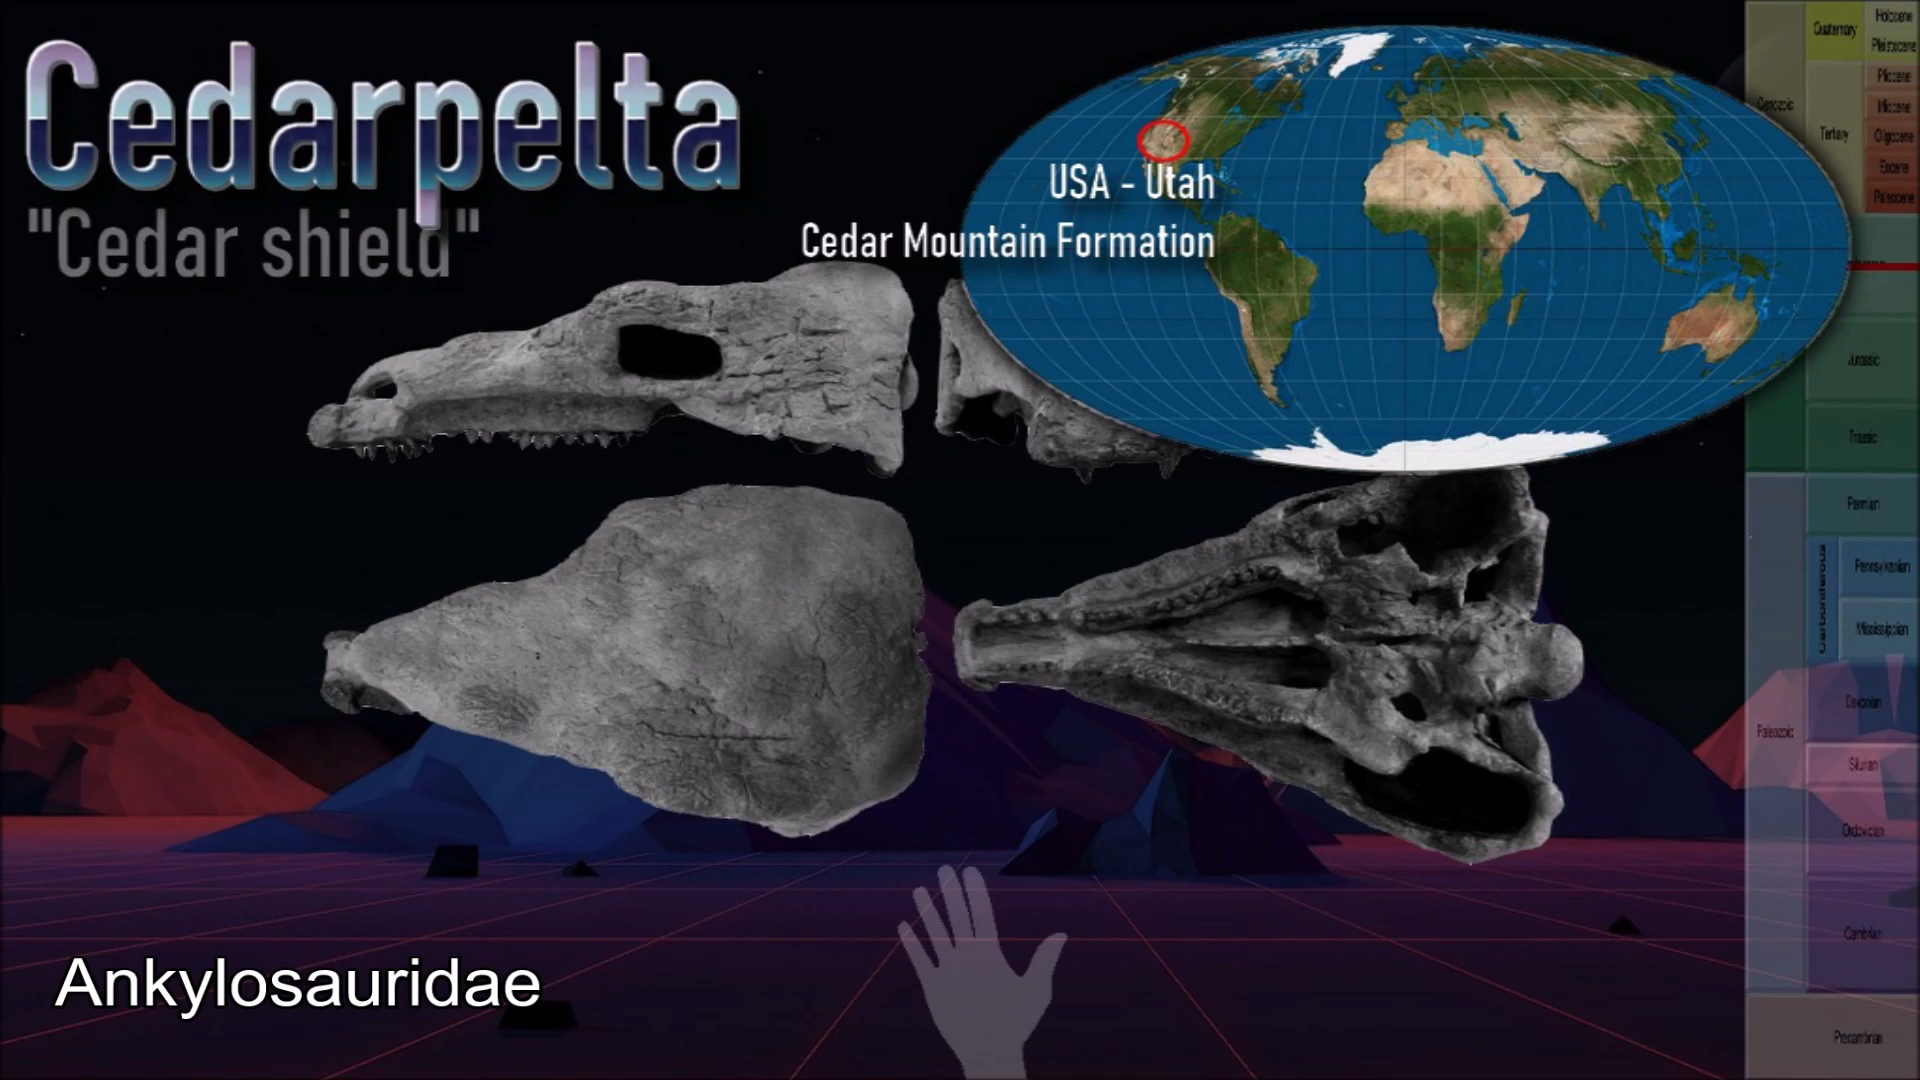 Cedarpelta
"Cedar shield"
USA - Utah
Cedar Mountain Formation
Ankylosauridae
Quaternary
Holocene
Pleistocene
Cenozoic
Tertiary
Pliocene
Miocene
Oligocene
Eocene
Paleocene
Jurassic
Triassic
Permian
Carboniferous
Pennsylvanian
Mississippian
Devonian
Paleozoic
Silurian
Ordovician
Cambrian
Precambrian